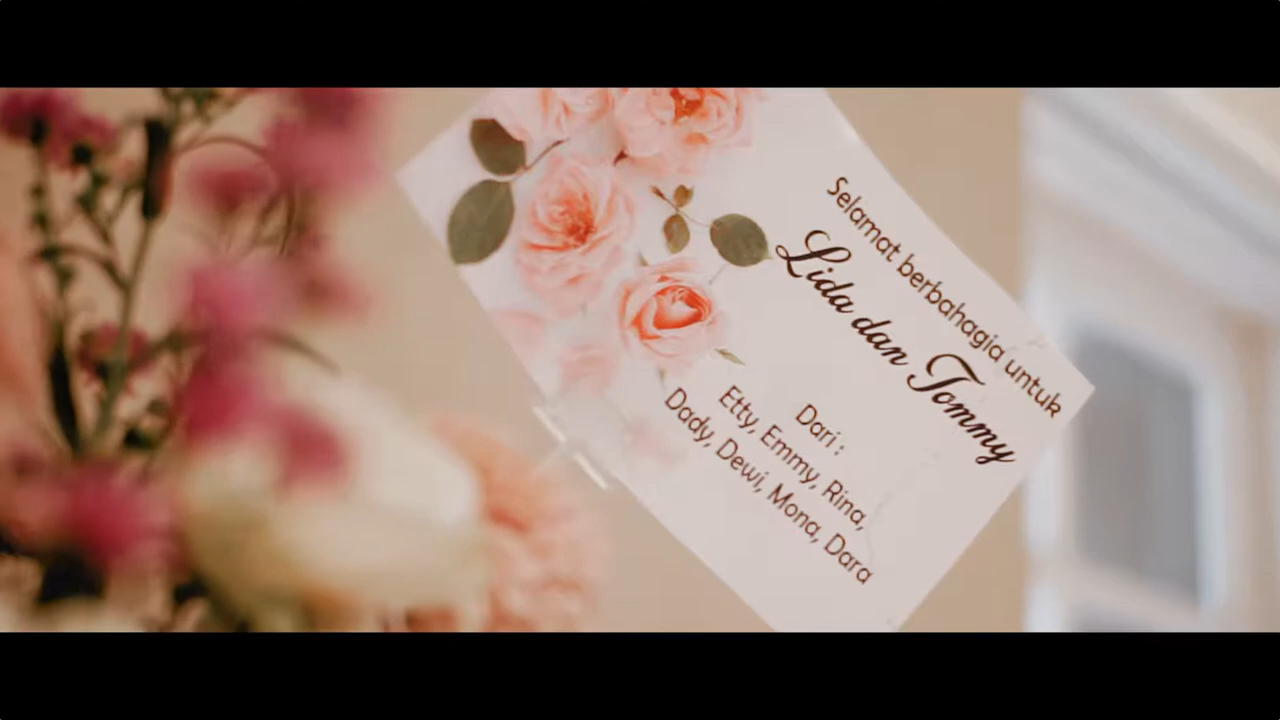 Selamat berbahagia untuk
Lida dan Tommy
Dari :
Etty, Emmy, Rina,
Dady, Dewi, Mona, Dara